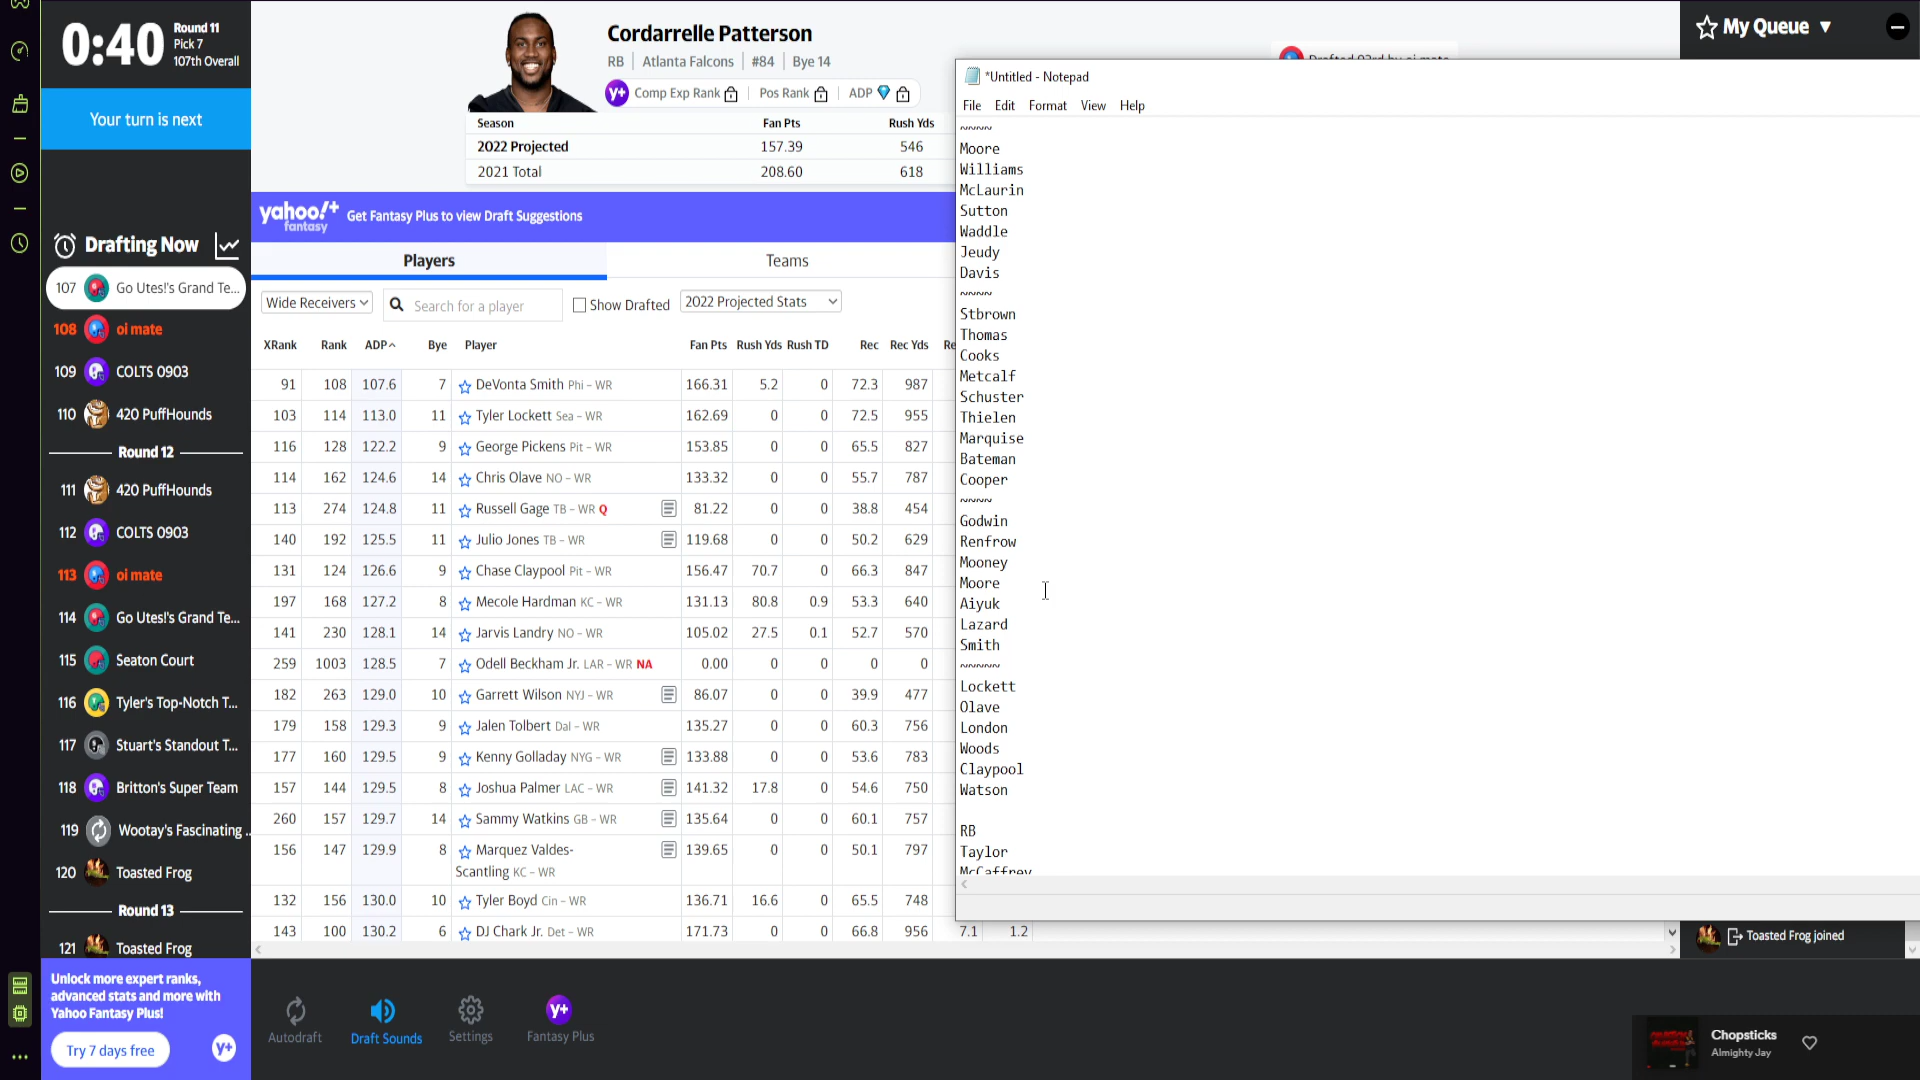 0:40
Round 11
Pick 7
107th Overall
Your turn is next
Drafting Now
107 Go Utes!'s Grand Te...
108 oi mate
109 COLTS 0903
110 420 PuffHounds
Round 12
111 420 PuffHounds
112 COLTS 0903
113 oi mate
114 Go Utes!'s Grand Te...
115 Seaton Court
116 Tyler's Top-Notch T...
117 Stuart's Standout T...
118 Britton's Super Team
119 Wootay's Fascinating ..
120 Toasted Frog
Round 13
121 Toasted Frog
Unlock more expert ranks,
advanced stats and more with
Yahoo Fantasy Plus!
Try 7 days free
y+
Cordarrelle Patterson
RB | Atlanta Falcons | #84 | Bye 14
y+ Comp Exp Rank | Pos Rank | ADP
Season Fan Pts Rush Yds
2022 Projected 157.39 546
2021 Total 208.60 618
yahoo!+ fantasy Get Fantasy Plus to view Draft Suggestions
Players Teams
Wide Receivers Search for a player Show Drafted 2022 Projected Stats
XRank Rank ADP Bye Player Fan Pts Rush Yds Rush TD Rec Rec Yds Re
91 108 107.6 7 DeVonta Smith Phi - WR 166.31 5.2 0 72.3 987
103 114 113.0 11 Tyler Lockett Sea - WR 162.69 0 0 72.5 955
116 128 122.2 9 George Pickens Pit - WR 153.85 0 0 65.5 827
114 162 124.6 14 Chris Olave NO - WR 133.32 0 0 55.7 787
113 274 124.8 11 Russell Gage TB - WR Q 81.22 0 0 38.8 454
140 192 125.5 11 Julio Jones TB - WR 119.68 0 0 50.2 629
131 124 126.6 9 Chase Claypool Pit - WR 156.47 70.7 0 66.3 847
197 168 127.2 8 Mecole Hardman KC - WR 131.13 80.8 0.9 53.3 640
141 230 128.1 14 Jarvis Landry NO - WR 105.02 27.5 0.1 52.7 570
259 1003 128.5 7 Odell Beckham Jr. LAR - WR NA 0.00 0 0 0 0
182 263 129.0 10 Garrett Wilson NYJ - WR 86.07 0 0 39.9 477
179 158 129.3 9 Jalen Tolbert Dal - WR 135.27 0 0 60.3 756
177 160 129.5 9 Kenny Golladay NYG - WR 133.88 0 0 53.6 783
157 144 129.5 8 Joshua Palmer LAC - WR 141.32 17.8 0 54.6 750
260 157 129.7 14 Sammy Watkins GB - WR 135.64 0 0 60.1 757
156 147 129.9 8 Marquez Valdes- 139.65 0 0 50.1 797
Scantling KC - WR
132 156 130.0 10 Tyler Boyd Cin - WR 136.71 16.6 0 65.5 748
143 100 130.2 6 DJ Chark Jr. Det - WR 171.73 0 0 66.8 956 7.1 1.2
Autodraft
Draft Sounds
Settings
y+
Fantasy Plus
My Queue ▼
*Untitled - Notepad
File Edit Format View Help
~~~~
Moore
Williams
McLaurin
Sutton
Waddle
Jeudy
Davis
~~~~
Stbrown
Thomas
Cooks
Metcalf
Schuster
Thielen
Marquise
Bateman
Cooper
~~~~
Godwin
Renfrow
Mooney
Moore
Aiyuk
Lazard
Smith
~~~~~
Lockett
Olave
London
Woods
Claypool
Watson
RB
Taylor
McCaffrey
Toasted Frog joined
Chopsticks
Almighty Jay